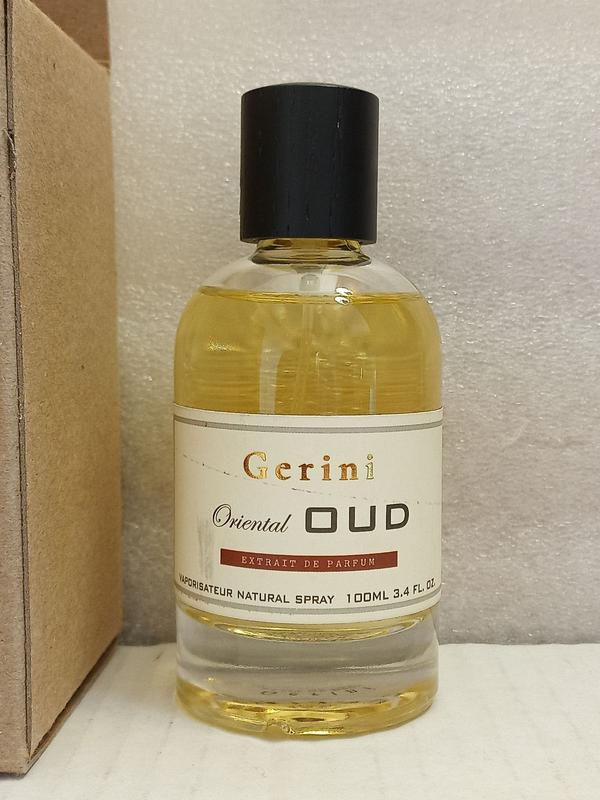 Gerini
Oriental OUD
EXTRAIT DE PARFUM
VAPORISATEUR NATURAL SPRAY 100ML 3.4 FL. OZ.